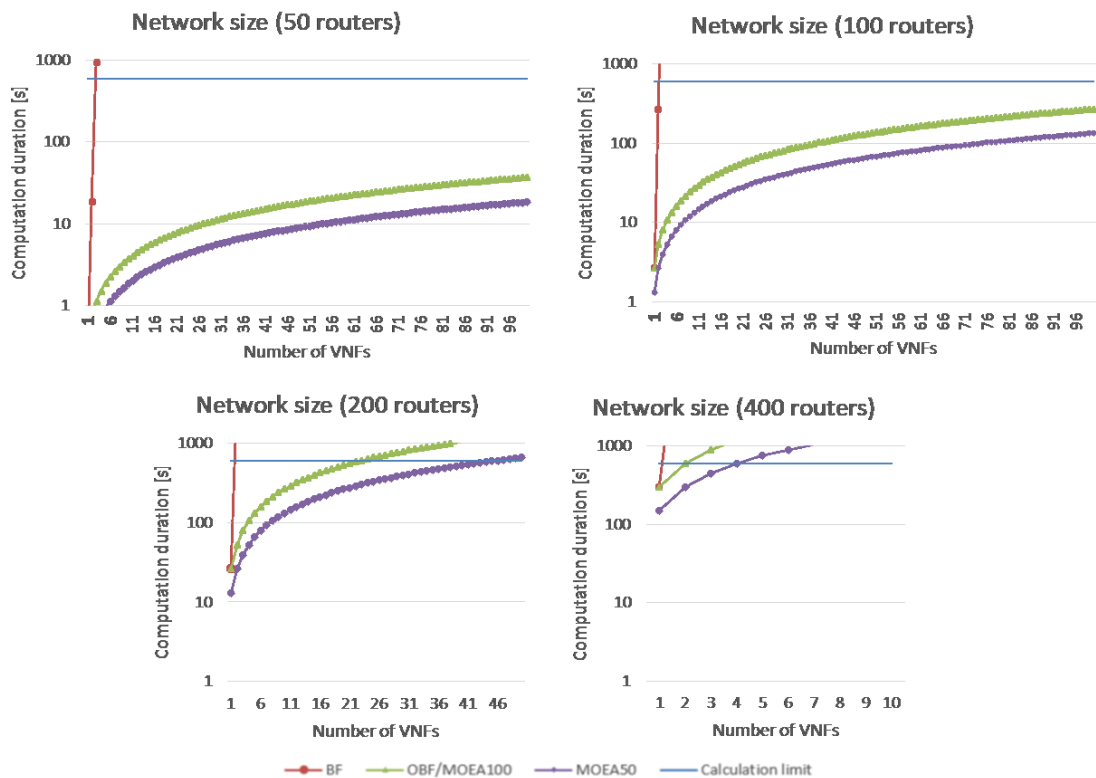 Network size (50 routers)
Computation duration [s]
1000
100
10
1
1 6 11 16 21 26 31 36 41 46 51 56 61 66 71 76 81 86 91 96
Number of VNFs
Network size (100 routers)
Computation duration [s]
1000
100
10
1
1 6 11 16 21 26 31 36 41 46 51 56 61 66 71 76 81 86 91 96
Number of VNFs
Network size (200 routers)
Computation duration [s]
1000
100
10
1
1 6 11 16 21 26 31 36 41 46
Number of VNFs
Network size (400 routers)
Computation duration [s]
1000
100
10
1
1 2 3 4 5 6 7 8 9 10
Number of VNFs
BF OBF/MOEA100 MOEA50 Calculation limit